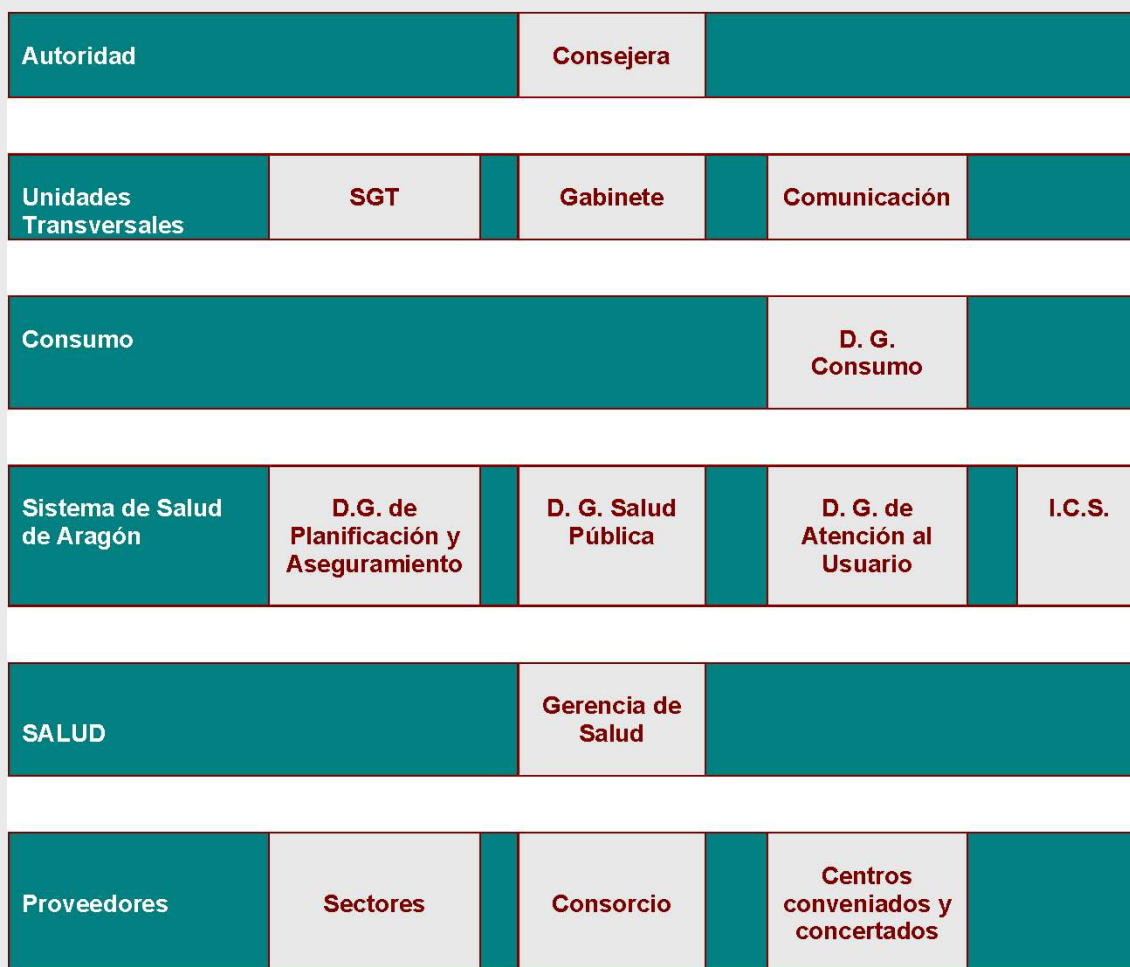 Autoridad
Consejera
Unidades
Transversales
SGT
Gabinete
Comunicación
Consumo
D. G.
Consumo
Sistema de Salud
de Aragón
D.G. de
Planificación y
Aseguramiento
D. G. Salud
Pública
D. G. de
Atención al
Usuario
I.C.S.
SALUD
Gerencia de
Salud
Proveedores
Sectores
Consorcio
Centros
conveniados y
concertados